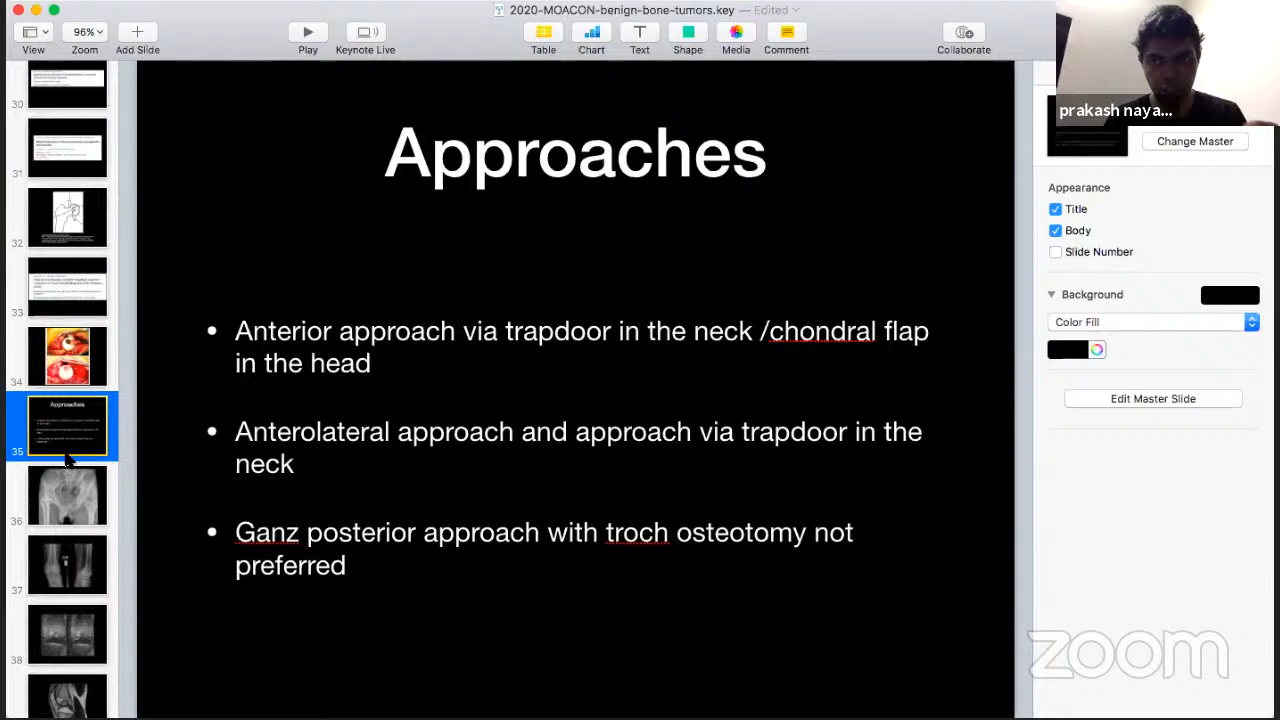 2020-MOACON-benign-bone-tumors.key — Edited
96%
View
Zoom
Add Slide
Play
Keynote Live
Table
Chart
Text
Shape
Media
Comment
Collaborate
prakash naya...
30
31
32
33
34
35
36
37
38
Approaches
Approaches
• Anterior approach via trapdoor in the neck /chondral flap
in the head
• Anterolateral approach and approach via trapdoor in the
neck
• Ganz posterior approach with troch osteotomy not
preferred
Change Master
Appearance
Title
Body
Slide Number
Background
Color Fill
Edit Master Slide
zoom